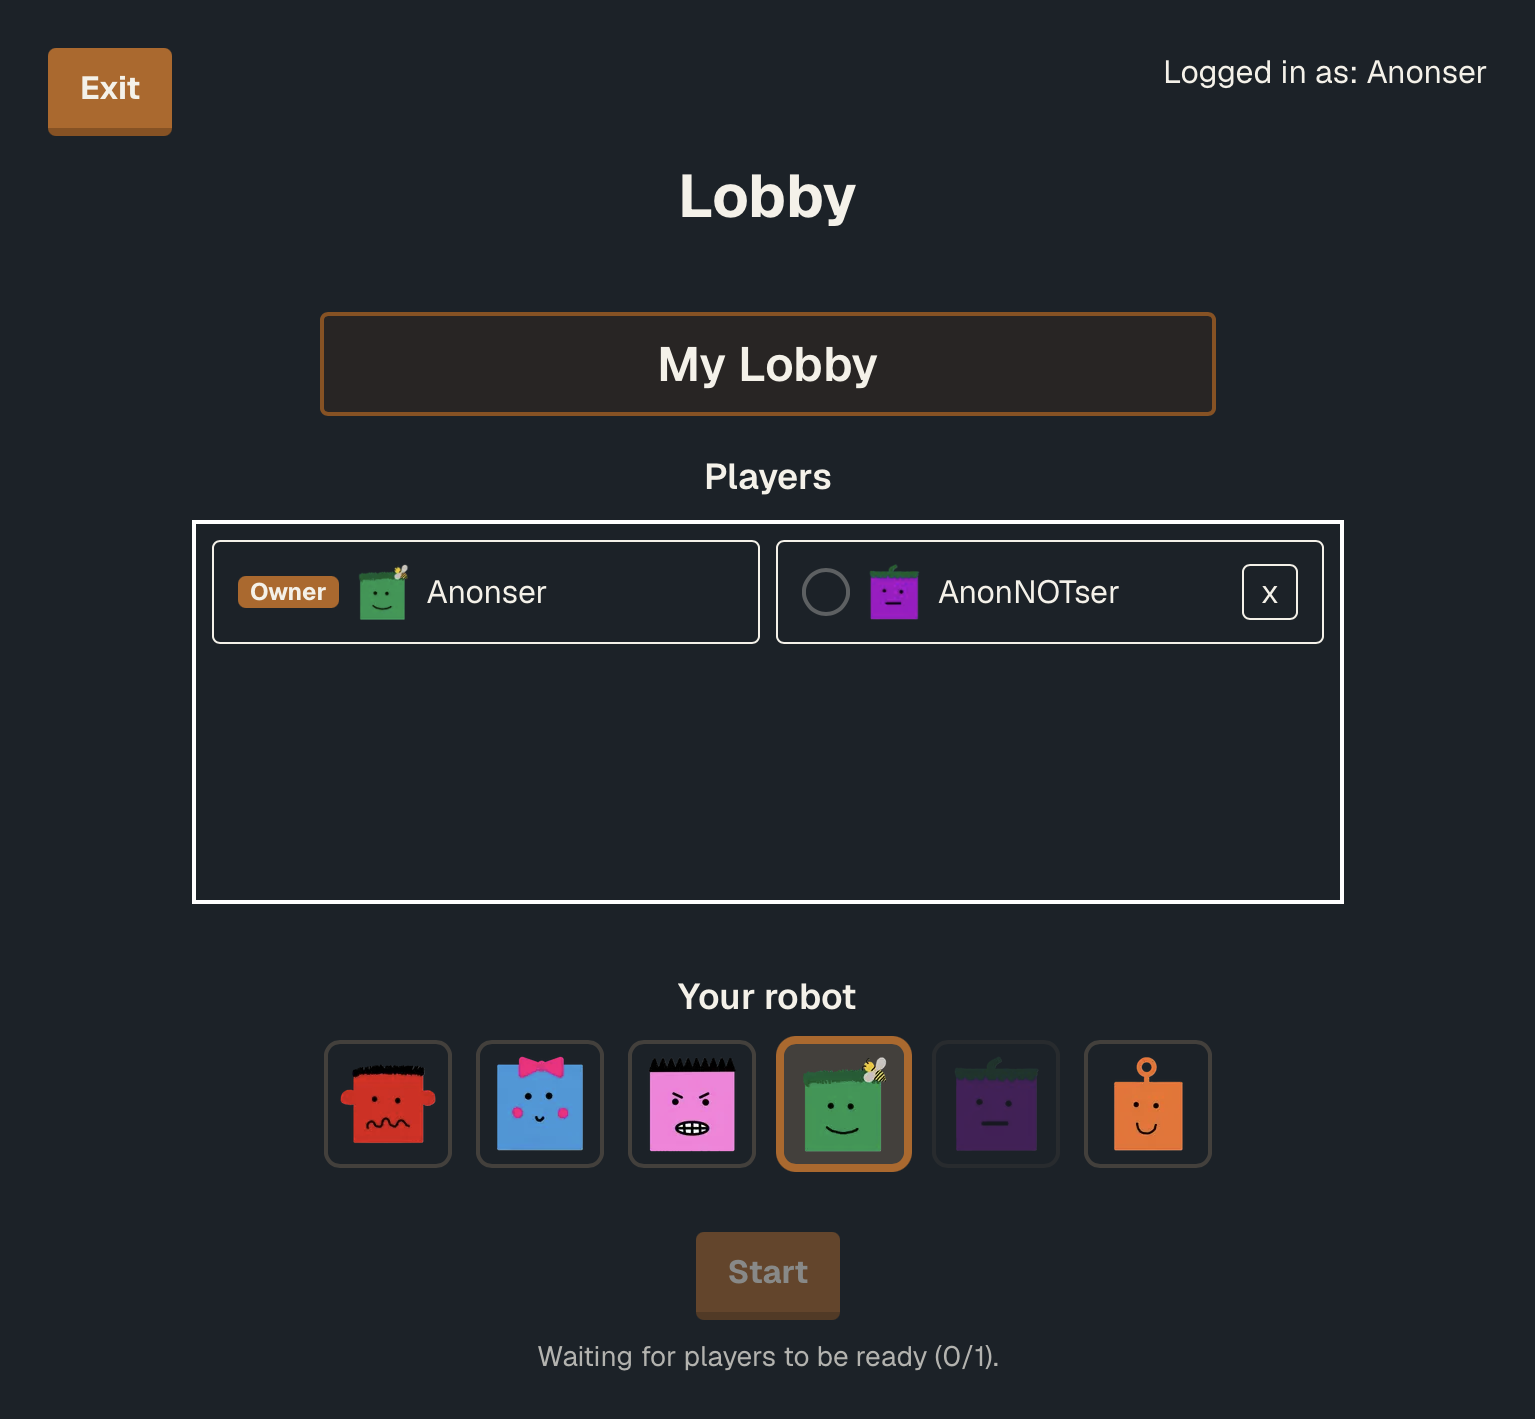 Exit
Logged in as: Anonser
Lobby
My Lobby
Players
Owner Anonser
AnonNOTser x
Your robot
Start
Waiting for players to be ready (0/1).